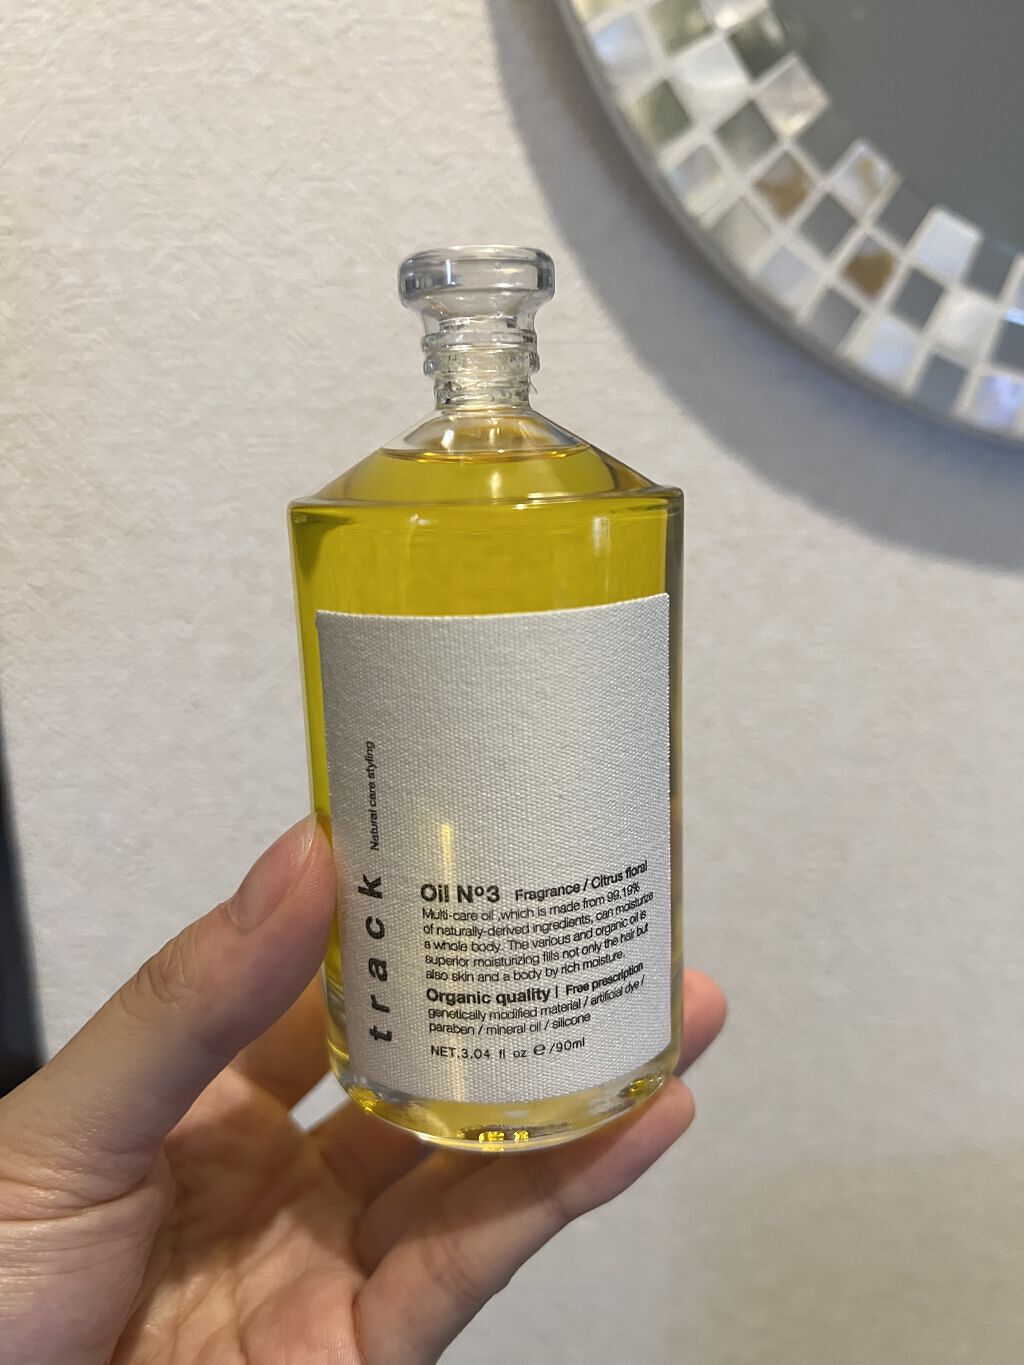 track
Natural care styling
Oil Nº3 Fragrance / Citrus floral
Multi-care oil ,which is made from 99,19%
of naturally-derived ingredients, can moisturize
a whole body. The various and organic oil is
superior moisturizing fills not only the hair but
also skin and a body by rich moisture.
Organic quality | Free prescription
genetically modified material / artificial dye /
paraben / mineral oil / silicone
NET.3.04 fl oz ℮/90ml